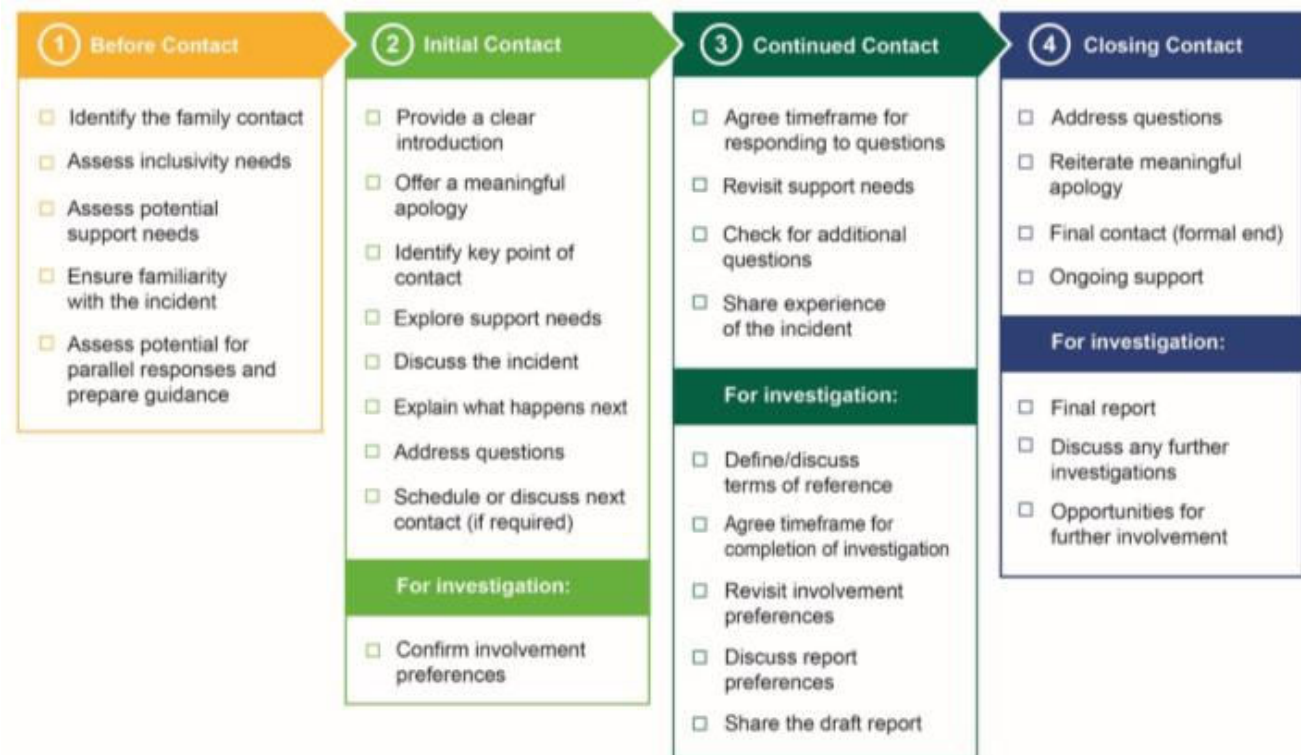 1 Before Contact
Identify the family contact
Assess inclusivity needs
Assess potential
support needs
Ensure familiarity
with the incident
Assess potential for
parallel responses and
prepare guidance
2 Initial Contact
Provide a clear
introduction
Offer a meaningful
apology
Identify key point of
contact
Explore support needs
Discuss the incident
Explain what happens next
Address questions
Schedule or discuss next
contact (if required)
For investigation:
Confirm involvement
preferences
3 Continued Contact
Agree timeframe for
responding to questions
Revisit support needs
Check for additional
questions
Share experience
of the incident
For investigation:
Define/discuss
terms of reference
Agree timeframe for
completion of investigation
Revisit involvement
preferences
Discuss report
preferences
Share the draft report
4 Closing Contact
Address questions
Reiterate meaningful
apology
Final contact (formal end)
Ongoing support
For investigation:
Final report
Discuss any further
investigations
Opportunities for
further involvement